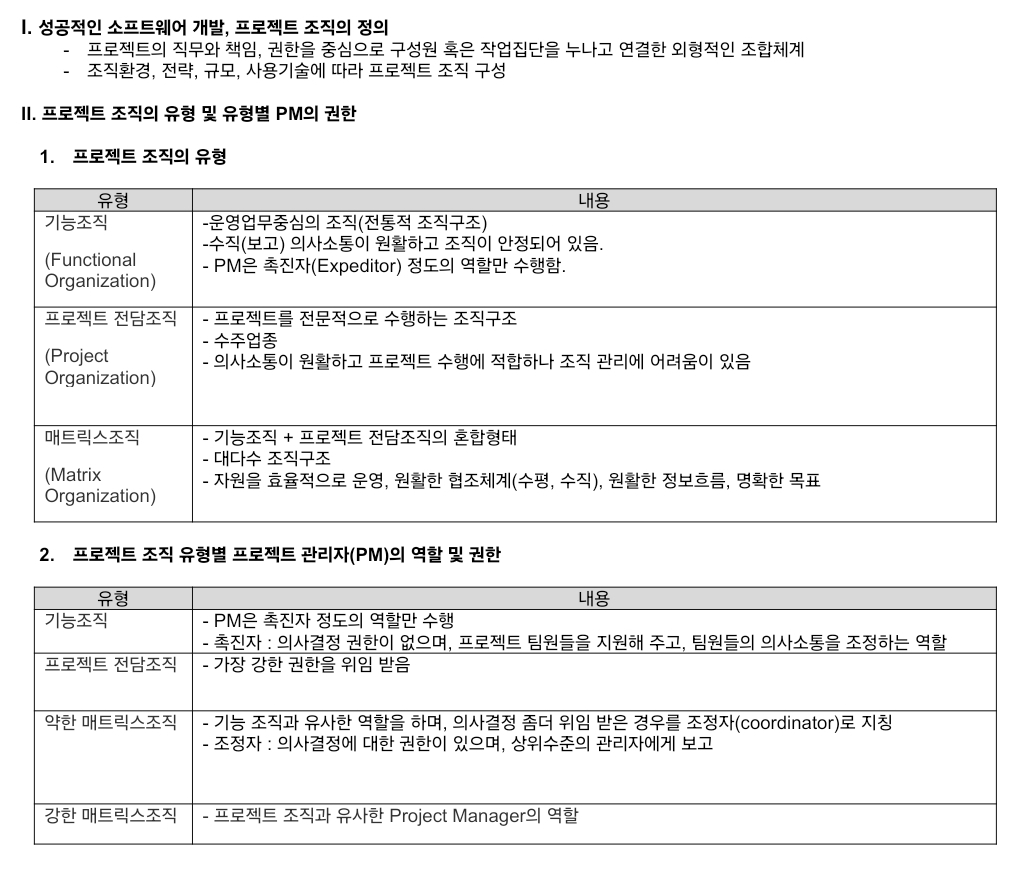 I. 성공적인 소프트웨어 개발, 프로젝트 조직의 정의
- 프로젝트의 직무와 책임, 권한을 중심으로 구성원 혹은 작업집단을 누나고 연결한 외형적인 조합체계
- 조직환경, 전략, 규모, 사용기술에 따라 프로젝트 조직 구성
II. 프로젝트 조직의 유형 및 유형별 PM의 권한
1. 프로젝트 조직의 유형
유형 내용
기능조직
(Functional
Organization)
-운영업무중심의 조직(전통적 조직구조)
-수직(보고) 의사소통이 원활하고 조직이 안정되어 있음.
- PM은 촉진자(Expeditor) 정도의 역할만 수행함.
프로젝트 전담조직
(Project
Organization)
- 프로젝트를 전문적으로 수행하는 조직구조
- 수주업종
- 의사소통이 원활하고 프로젝트 수행에 적합하나 조직 관리에 어려움이 있음
매트릭스조직
(Matrix
Organization)
- 기능조직 + 프로젝트 전담조직의 혼합형태
- 대다수 조직구조
- 자원을 효율적으로 운영, 원활한 협조체계(수평, 수직), 원활한 정보흐름, 명확한 목표
2. 프로젝트 조직 유형별 프로젝트 관리자(PM)의 역할 및 권한
유형 내용
기능조직
- PM은 촉진자 정도의 역할만 수행
- 촉진자 : 의사결정 권한이 없으며, 프로젝트 팀원들을 지원해 주고, 팀원들의 의사소통을 조정하는 역할
프로젝트 전담조직
- 가장 강한 권한을 위임 받음
약한 매트릭스조직
- 기능 조직과 유사한 역할을 하며, 의사결정 좀더 위임 받은 경우를 조정자(coordinator)로 지칭
- 조정자 : 의사결정에 대한 권한이 있으며, 상위수준의 관리자에게 보고
강한 매트릭스조직
- 프로젝트 조직과 유사한 Project Manager의 역할